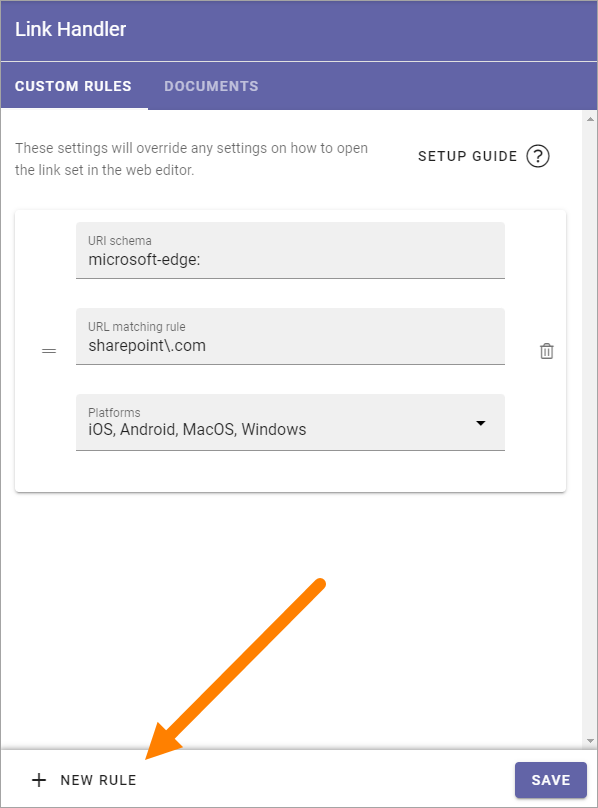 Link Handler
CUSTOM RULES DOCUMENTS
These settings will override any settings on how to open
the link set in the web editor.
SETUP GUIDE ?
URI schema
microsoft-edge:
URL matching rule
sharepoint\.com
Platforms
iOS, Android, MacOS, Windows
+ NEW RULE
SAVE